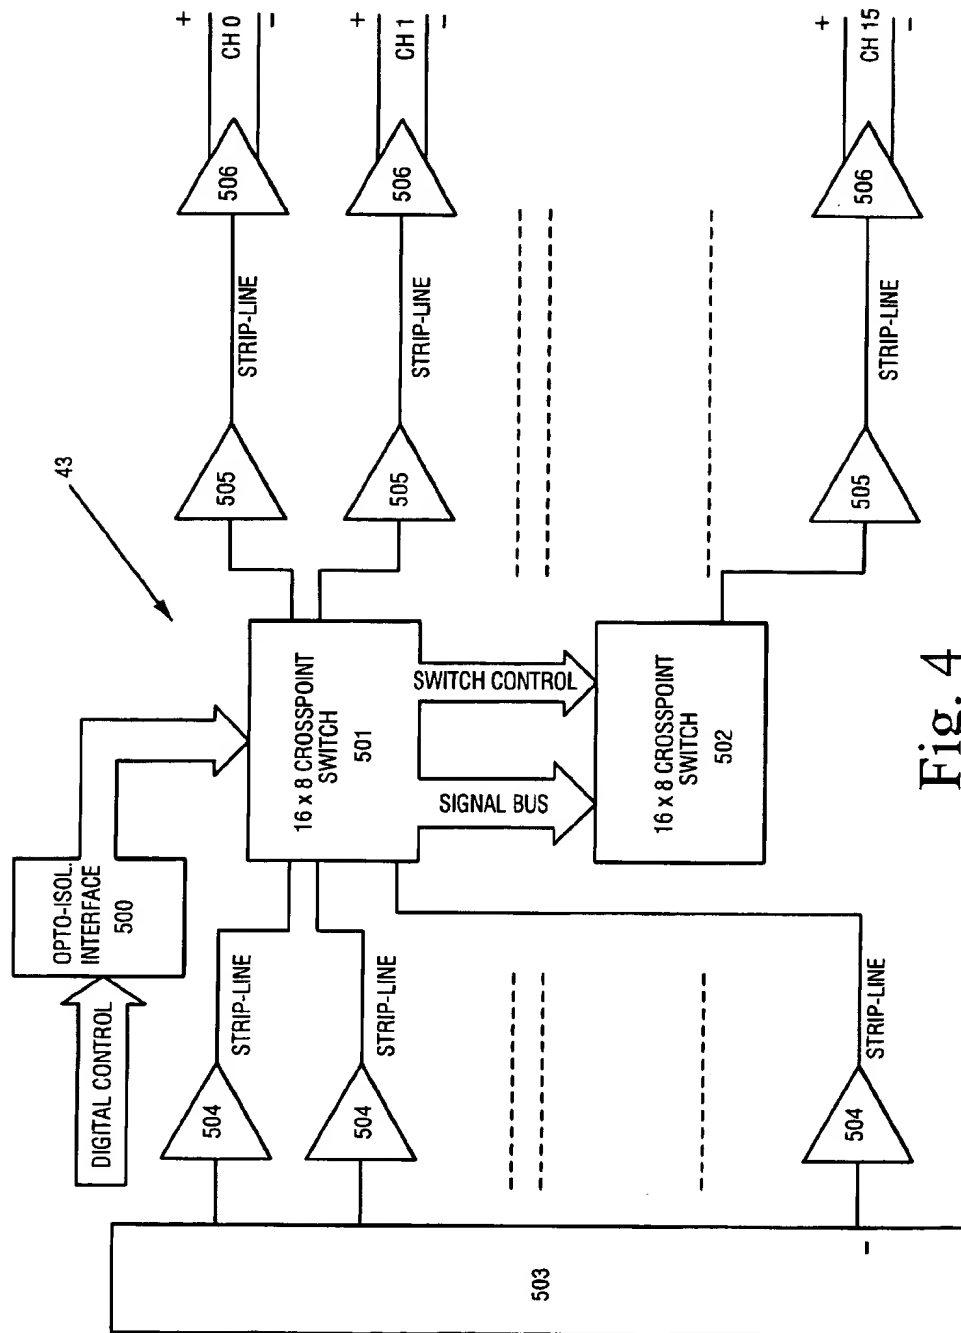 +
CH 0
−
+
CH 1
−
+
CH 15
−
506
506
506
STRIP-LINE
STRIP-LINE
STRIP-LINE
505
505
505
43
OPTO-ISOL.
INTERFACE
500
DIGITAL CONTROL
16 x 8 CROSSPOINT
SWITCH
501
SWITCH CONTROL
SIGNAL BUS
16 x 8 CROSSPOINT
SWITCH
502
STRIP-LINE
STRIP-LINE
STRIP-LINE
504
504
504
503
−
Fig. 4